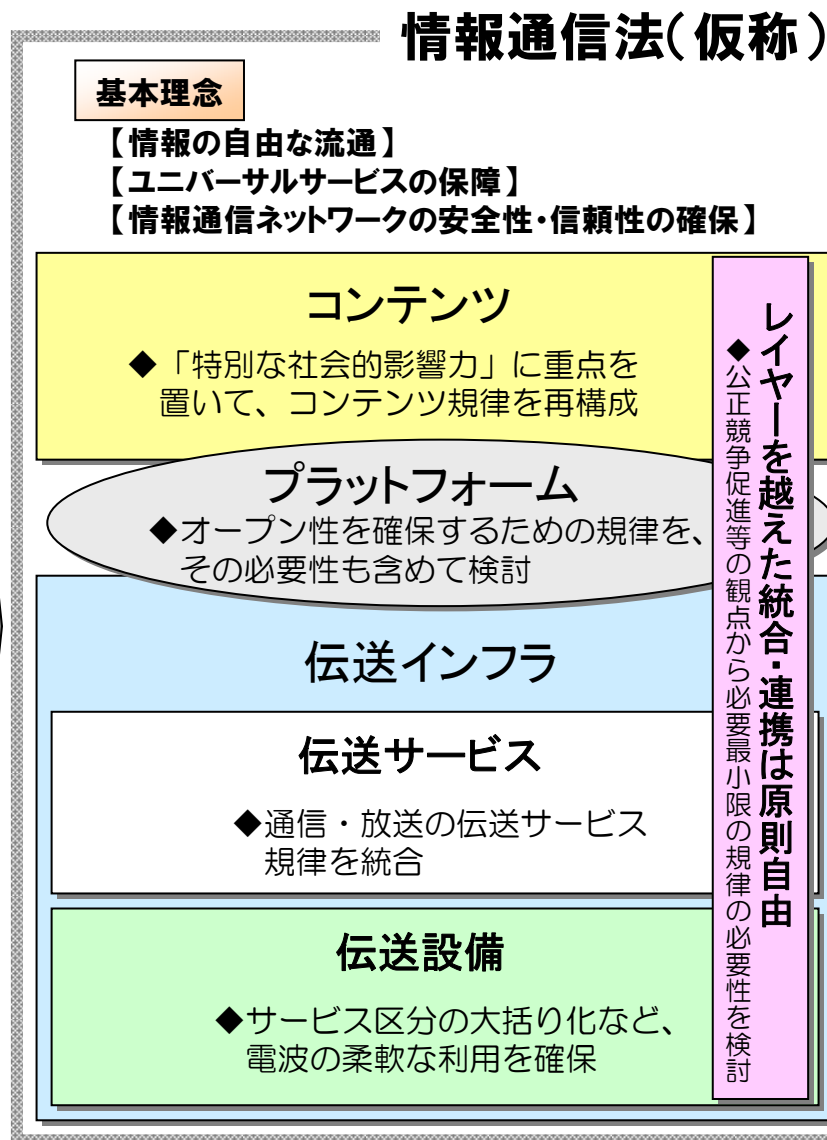 情報通信法(仮称)
基本理念
【情報の自由な流通】
【ユニバーサルサービスの保障】
【情報通信ネットワークの安全性・信頼性の確保】
コンテンツ
◆「特別な社会的影響力」に重点を
置いて、コンテンツ規律を再構成
プラットフォーム
◆オープン性を確保するための規律を、
その必要性も含めて検討
伝送インフラ
伝送サービス
◆通信・放送の伝送サービス
規律を統合
伝送設備
◆サービス区分の大括り化など、
電波の柔軟な利用を確保
レイヤーを越えた統合・連携は原則自由
◆公正競争促進等の観点から必要最小限の規律の必要性を検討